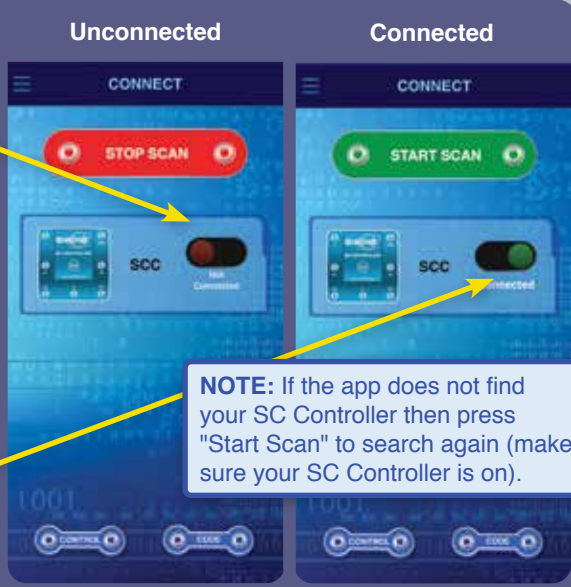 Unconnected
Connected
CONNECT
STOP SCAN
SCC
Not
Connected
CONTROL
CODE
CONNECT
START SCAN
SCC
Connected
NOTE: If the app does not find
your SC Controller then press
"Start Scan" to search again (make
sure your SC Controller is on).
1001
CONTROL
CODE